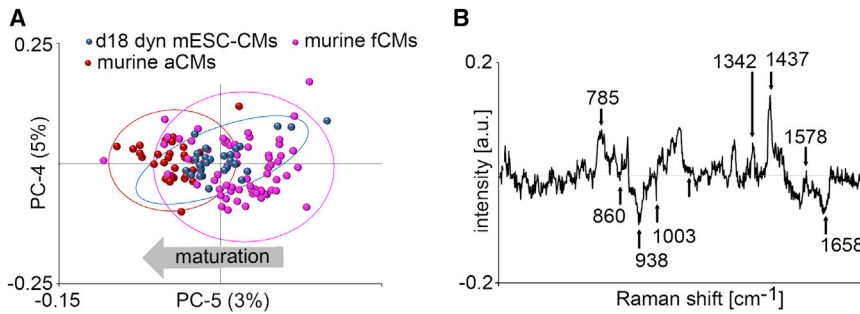 A
d18 dyn mESC-CMs
murine fCMs
murine aCMs
0.25
PC-4 (5%)
maturation
-0.25
-0.15
PC-5 (3%)
B
0.2
intensity [a.u.]
785
1342
1437
1578
860
938
1003
1658
-0.2
Raman shift [cm-1]